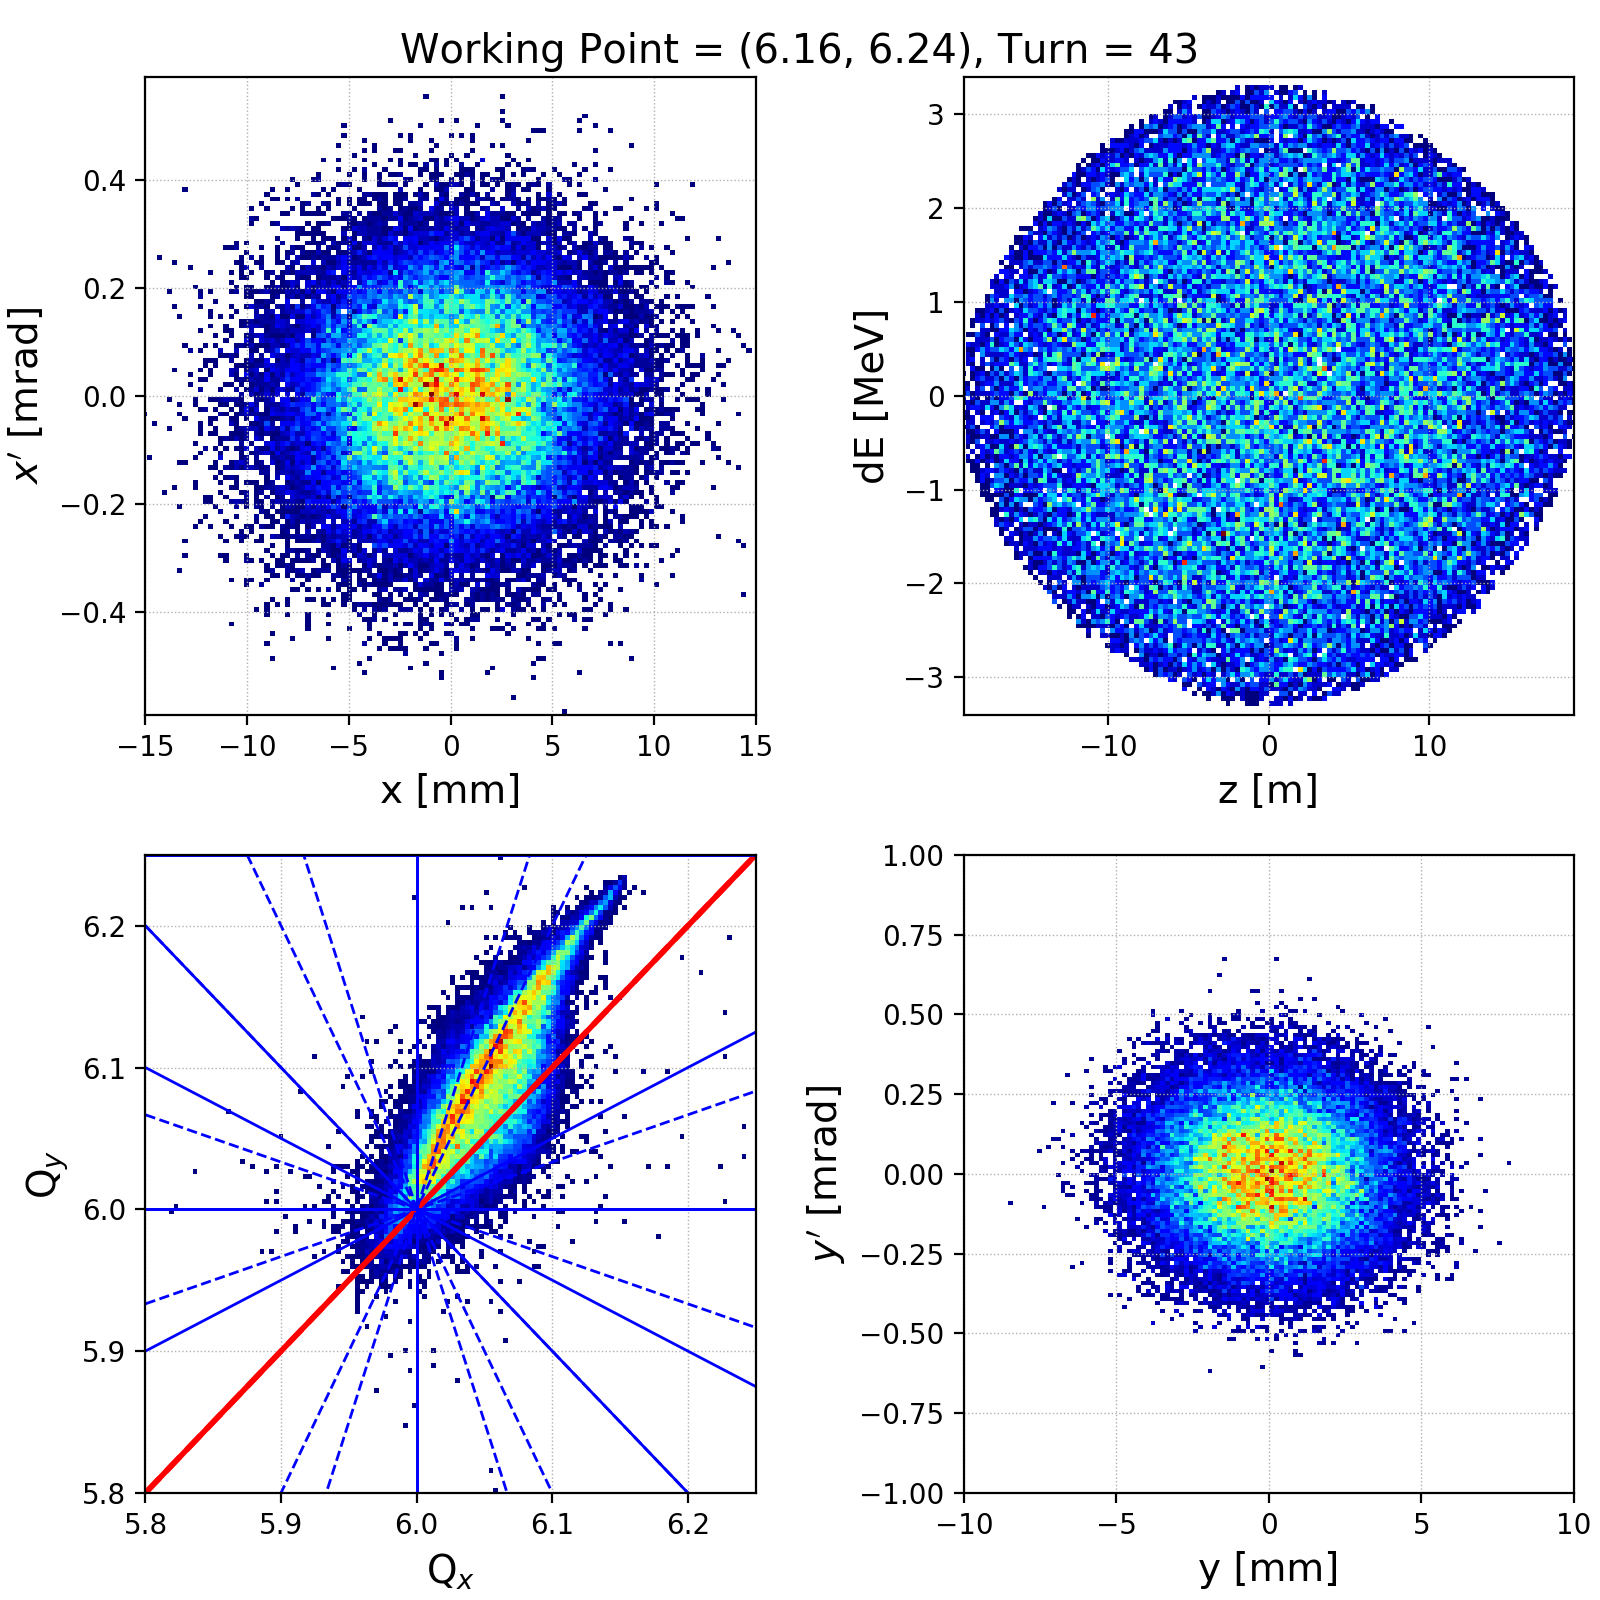 Working Point = (6.16, 6.24), Turn = 43
x′ [mrad]
0.4
0.2
0.0
−0.2
−0.4
−15 −10 −5 0 5 10 15
x [mm]
dE [MeV]
3
2
1
0
−1
−2
−3
−10 0 10
z [m]
Qy
6.2
6.1
6.0
5.9
5.8
5.8 5.9 6.0 6.1 6.2
Qx
y′ [mrad]
1.00
0.75
0.50
0.25
0.00
−0.25
−0.50
−0.75
−1.00
−10 −5 0 5 10
y [mm]